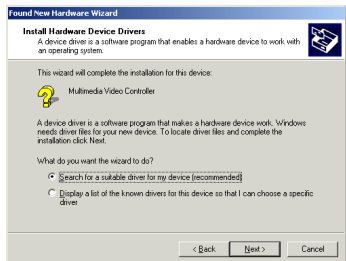 Found New Hardware Wizard
Install Hardware Device Drivers
A device driver is a software program that enables a hardware device to work with
an operating system.
This wizard will complete the installation for this device:
Multimedia Video Controller
A device driver is a software program that makes a hardware device work. Windows
needs driver files for your new device. To locate driver files and complete the
installation click Next.
What do you want the wizard to do?
Search for a suitable driver for my device (recommended)
Display a list of the known drivers for this device so that I can choose a specific
driver
< Back Next > Cancel